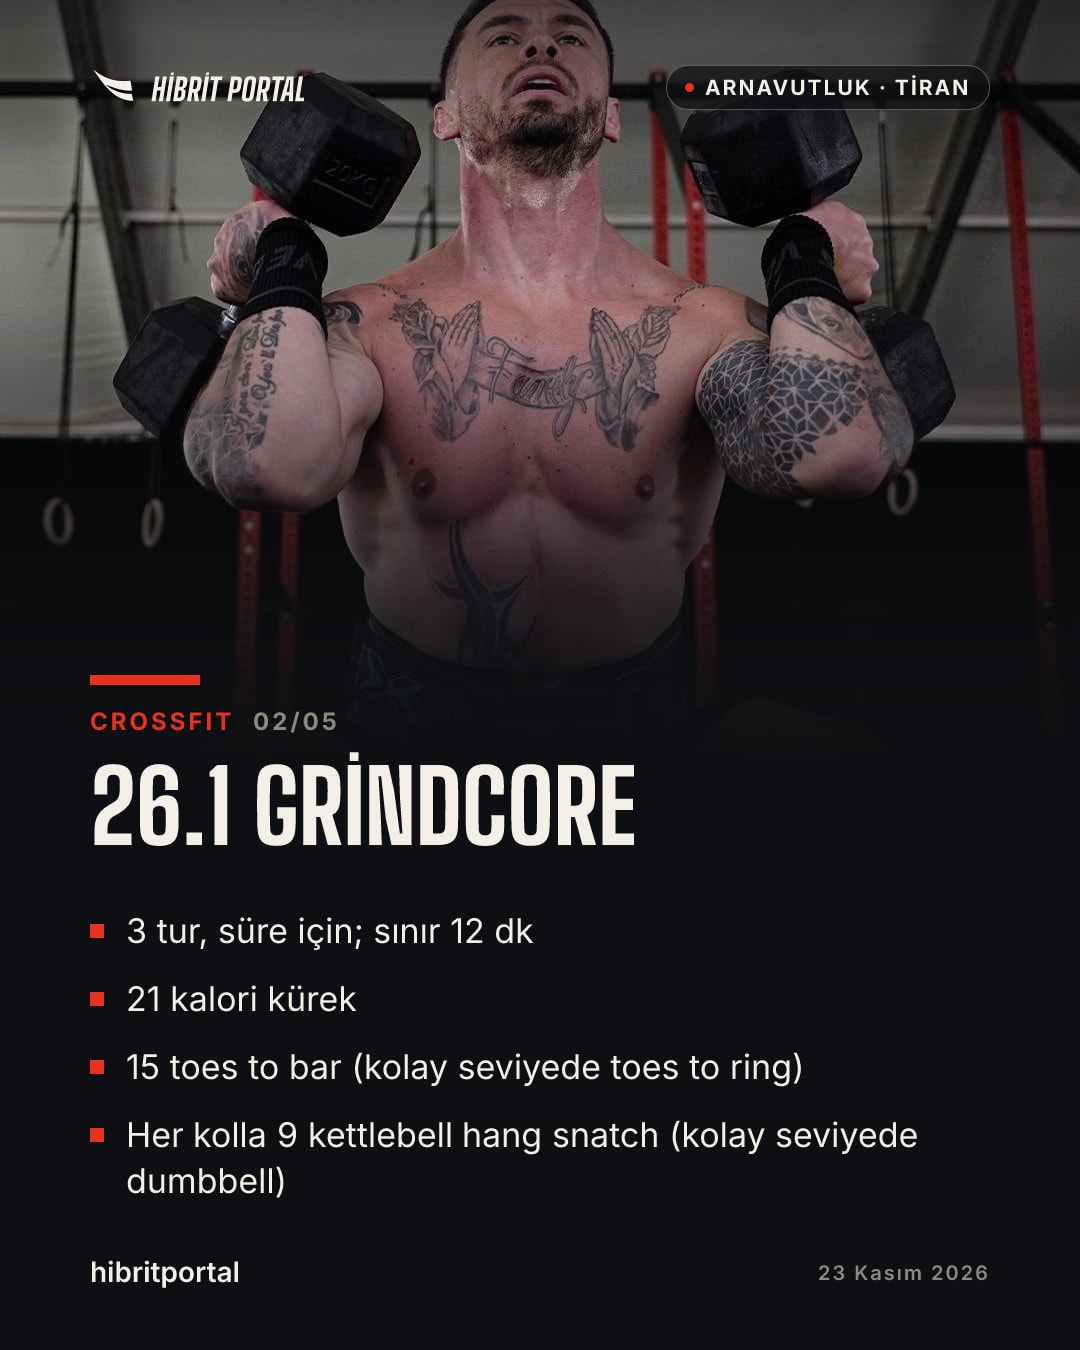 HİBRİT PORTAL
ARNAVUTLUK · TİRAN
20KG
Family
CROSSFIT 02/05
26.1 GRİNDCORE
3 tur, süre için; sınır 12 dk
21 kalori kürek
15 toes to bar (kolay seviyede toes to ring)
Her kolla 9 kettlebell hang snatch (kolay seviyede
dumbbell)
hibritportal
23 Kasım 2026